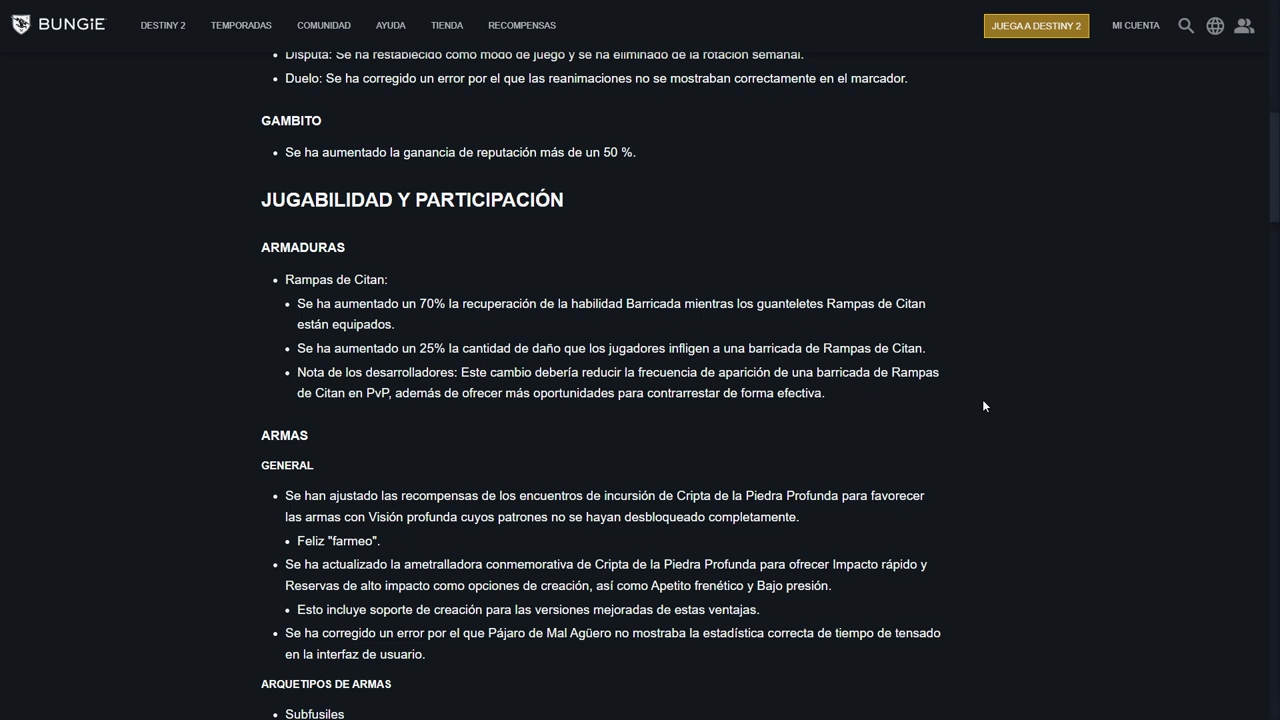 BUNGiE
DESTINY 2
TEMPORADAS
COMUNIDAD
AYUDA
TIENDA
RECOMPENSAS
JUEGA A DESTINY 2
MI CUENTA
• Disputa: Se ha restablecido como modo de juego y se ha eliminado de la rotación semanal.
• Duelo: Se ha corregido un error por el que las reanimaciones no se mostraban correctamente en el marcador.
GAMBITO
• Se ha aumentado la ganancia de reputación más de un 50 %.
JUGABILIDAD Y PARTICIPACIÓN
ARMADURAS
• Rampas de Citan:
• Se ha aumentado un 70% la recuperación de la habilidad Barricada mientras los guanteletes Rampas de Citan
están equipados.
• Se ha aumentado un 25% la cantidad de daño que los jugadores infligen a una barricada de Rampas de Citan.
• Nota de los desarrolladores: Este cambio debería reducir la frecuencia de aparición de una barricada de Rampas
de Citan en PvP, además de ofrecer más oportunidades para contrarrestar de forma efectiva.
ARMAS
GENERAL
• Se han ajustado las recompensas de los encuentros de incursión de Cripta de la Piedra Profunda para favorecer
las armas con Visión profunda cuyos patrones no se hayan desbloqueado completamente.
• Feliz "farmeo".
• Se ha actualizado la ametralladora conmemorativa de Cripta de la Piedra Profunda para ofrecer Impacto rápido y
Reservas de alto impacto como opciones de creación, así como Apetito frenético y Bajo presión.
• Esto incluye soporte de creación para las versiones mejoradas de estas ventajas.
• Se ha corregido un error por el que Pájaro de Mal Agüero no mostraba la estadística correcta de tiempo de tensado
en la interfaz de usuario.
ARQUETIPOS DE ARMAS
• Subfusiles